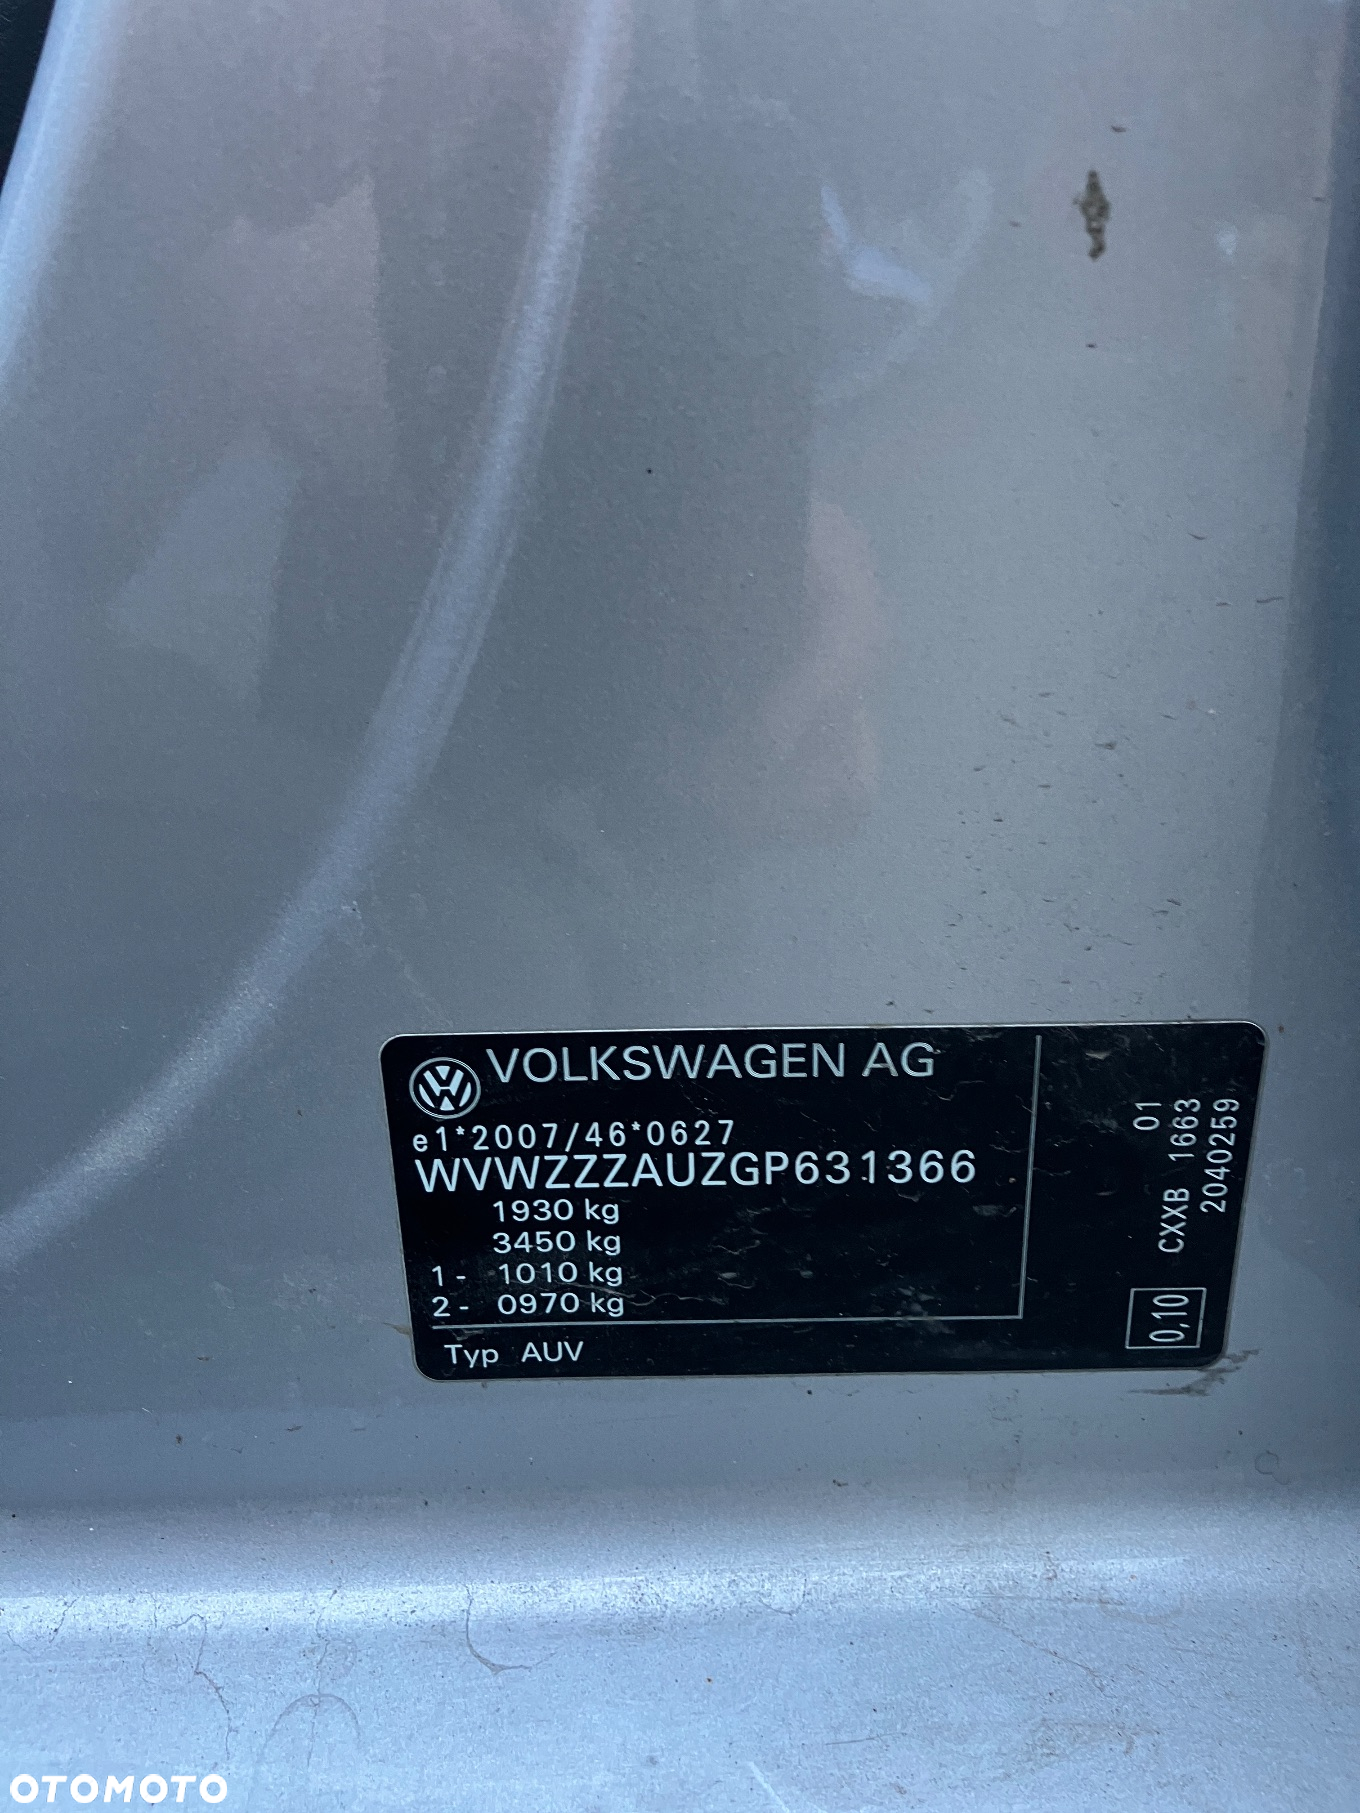 VOLKSWAGEN AG
e1*2007/46*0627
WVWZZZAUZGP631366
1930 kg
3450 kg
1- 1010 kg
2- 0970 kg
Typ AUV
01
CXXB 1663
2040259
0,10
OTOMOTO